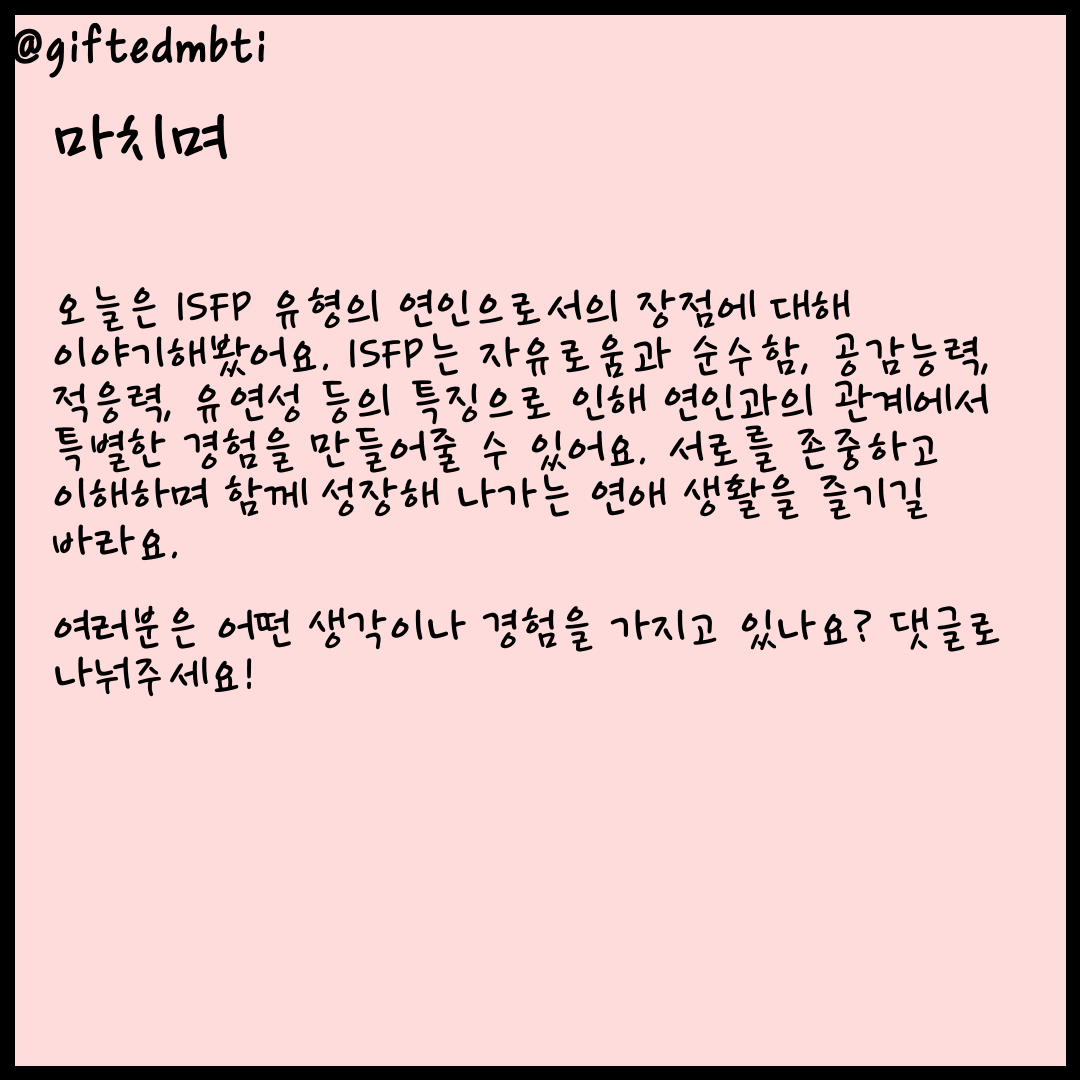 @giftedmbti
마치며
오늘은 ISFP 유형의 연인으로서의 장점에 대해
이야기해봤어요. ISFP는 자유로움과 순수함, 공감능력,
적응력, 유연성 등의 특징으로 인해 연인과의 관계에서
특별한 경험을 만들어줄 수 있어요. 서로를 존중하고
이해하며 함께 성장해 나가는 연애 생활을 즐기길
바라요.
여러분은 어떤 생각이나 경험을 가지고 있나요? 댓글로
나눠주세요!